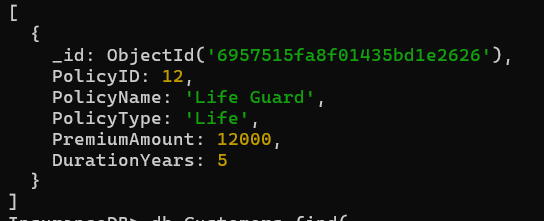 [
  {
    _id: ObjectId('6957515fa8f01435bd1e2626'),
    PolicyID: 12,
    PolicyName: 'Life Guard',
    PolicyType: 'Life',
    PremiumAmount: 12000,
    DurationYears: 5
  }
]
InsuranceDB> db.Customers.find(